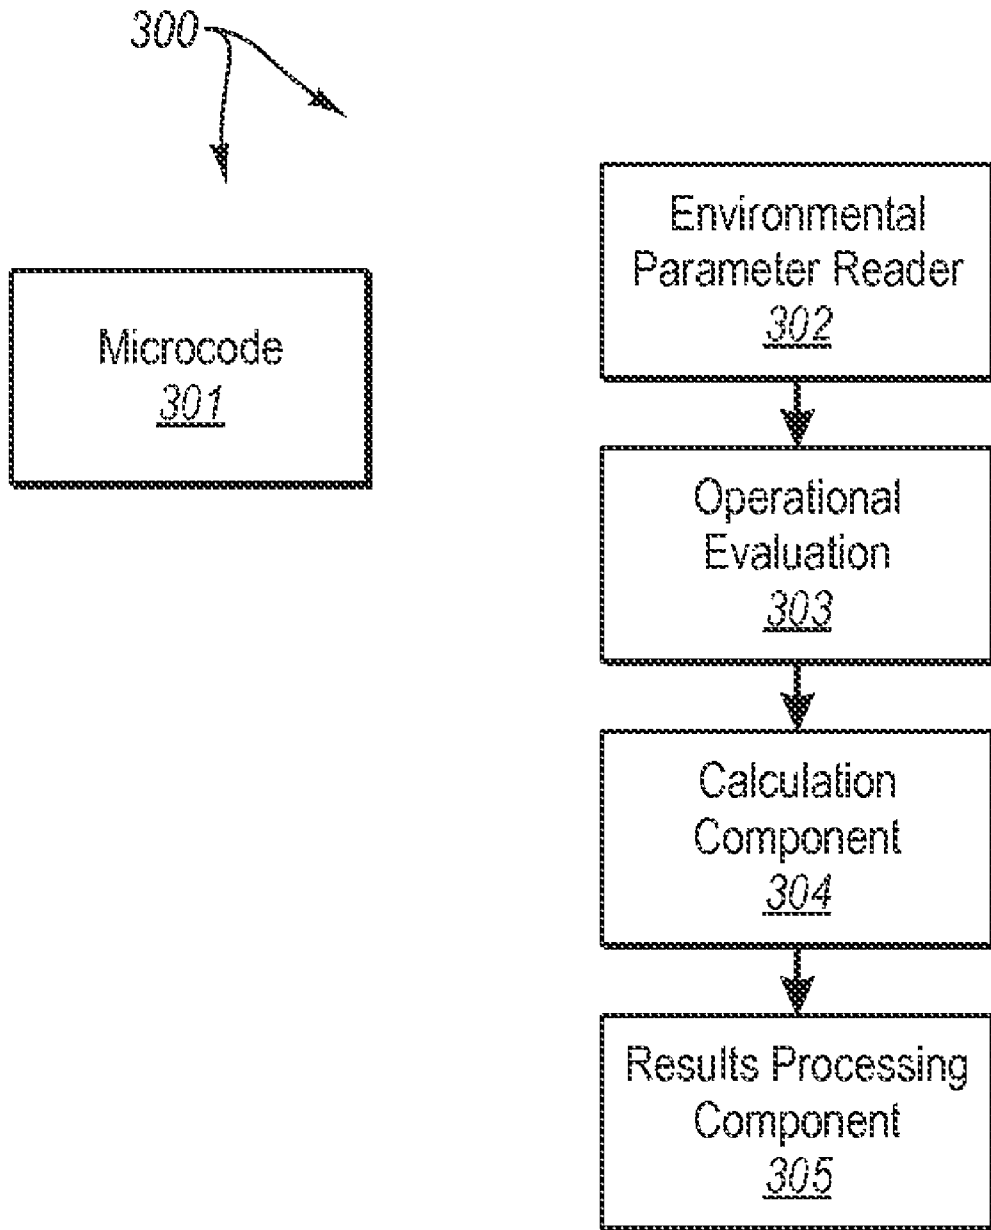 300
Microcode
301
Environmental
Parameter Reader
302
Operational
Evaluation
303
Calculation
Component
304
Results Processing
Component
305